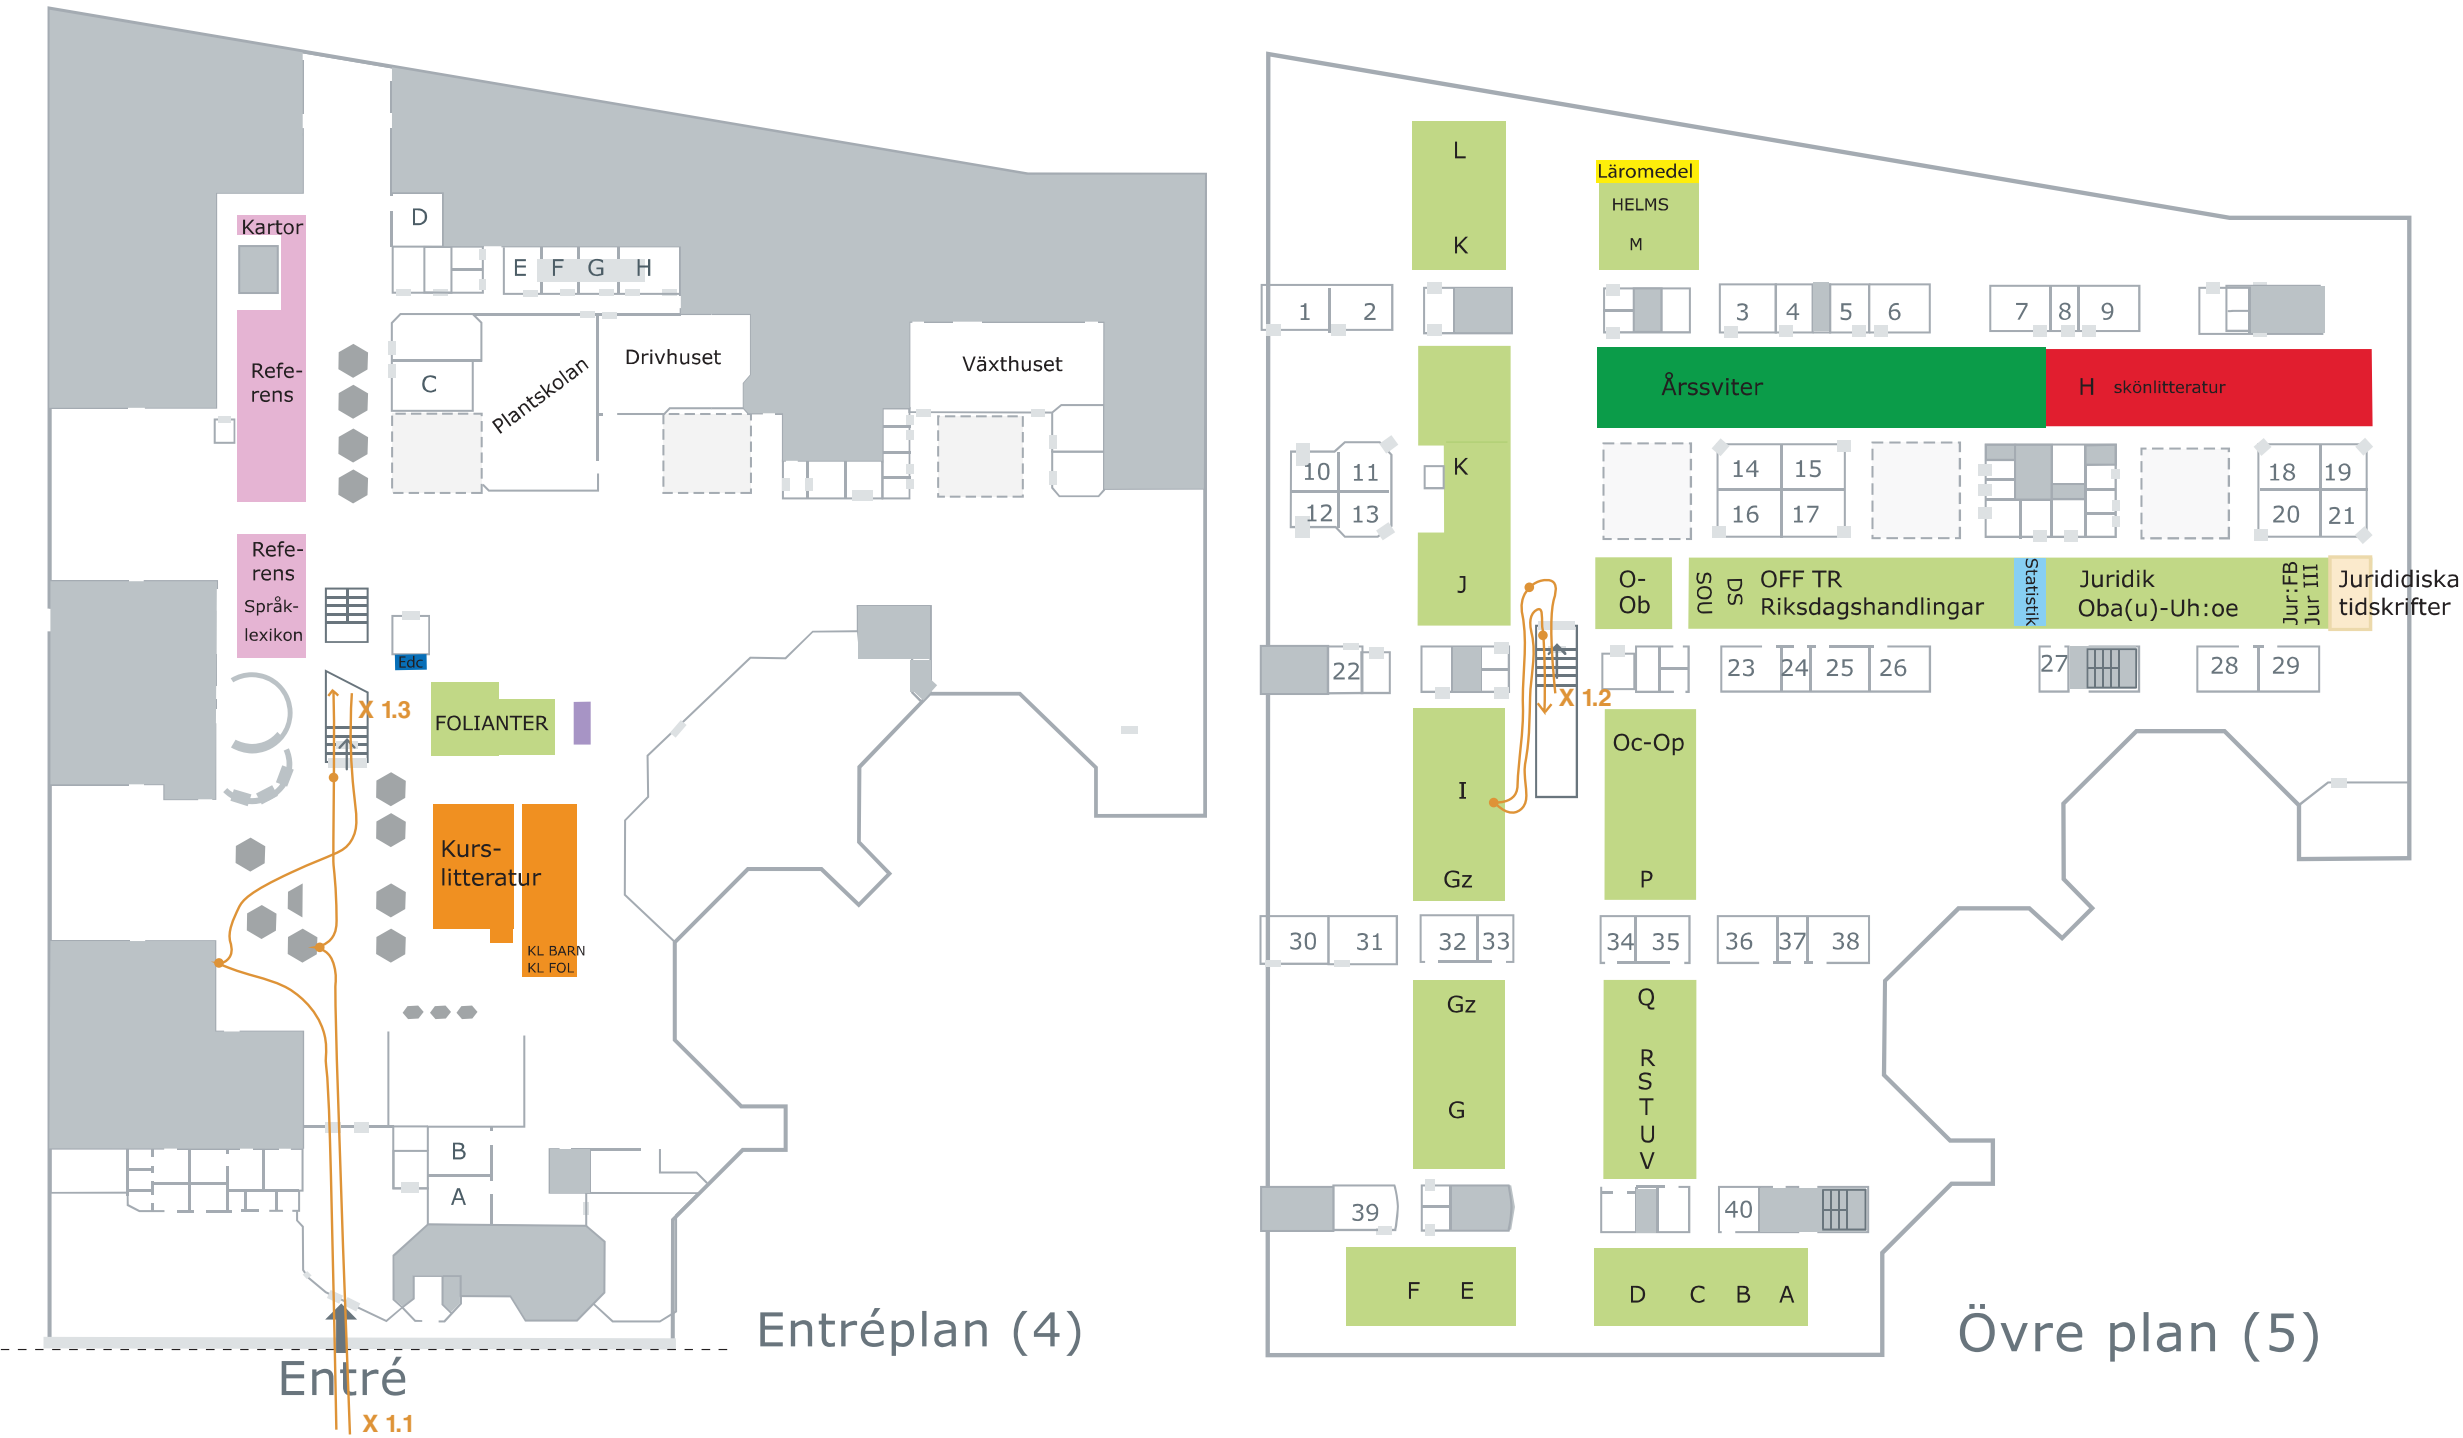 Kartor
D
E F G H
Refe-
rens
C
Plantskolan
Drivhuset
Växthuset
Refe-
rens
Språk-
lexikon
Edc
X 1.3
FOLIANTER
Kurs-
litteratur
KL BARN
KL FOL
B
A
Entréplan (4)
Entré
X 1.1
L
K
Läromedel
HELMS
M
1 2
3 4 5 6
7 8 9
Årssviter
H skönlitteratur
10 11
12 13
K
14 15
16 17
18 19
20 21
J
O-
Ob
SOU
DS
OFF TR
Riksdagshandlingar
Statistik
Juridik
Oba(u)-Uh:oe
Jur:FB
Jur III
Jurididiska
tidskrifter
22
23 24 25 26
27
28 29
X 1.2
I
Gz
Oc-Op
P
30 31 32 33
34 35 36 37 38
Gz
G
Q
R
S
T
U
V
39
40
F E
D C B A
Övre plan (5)